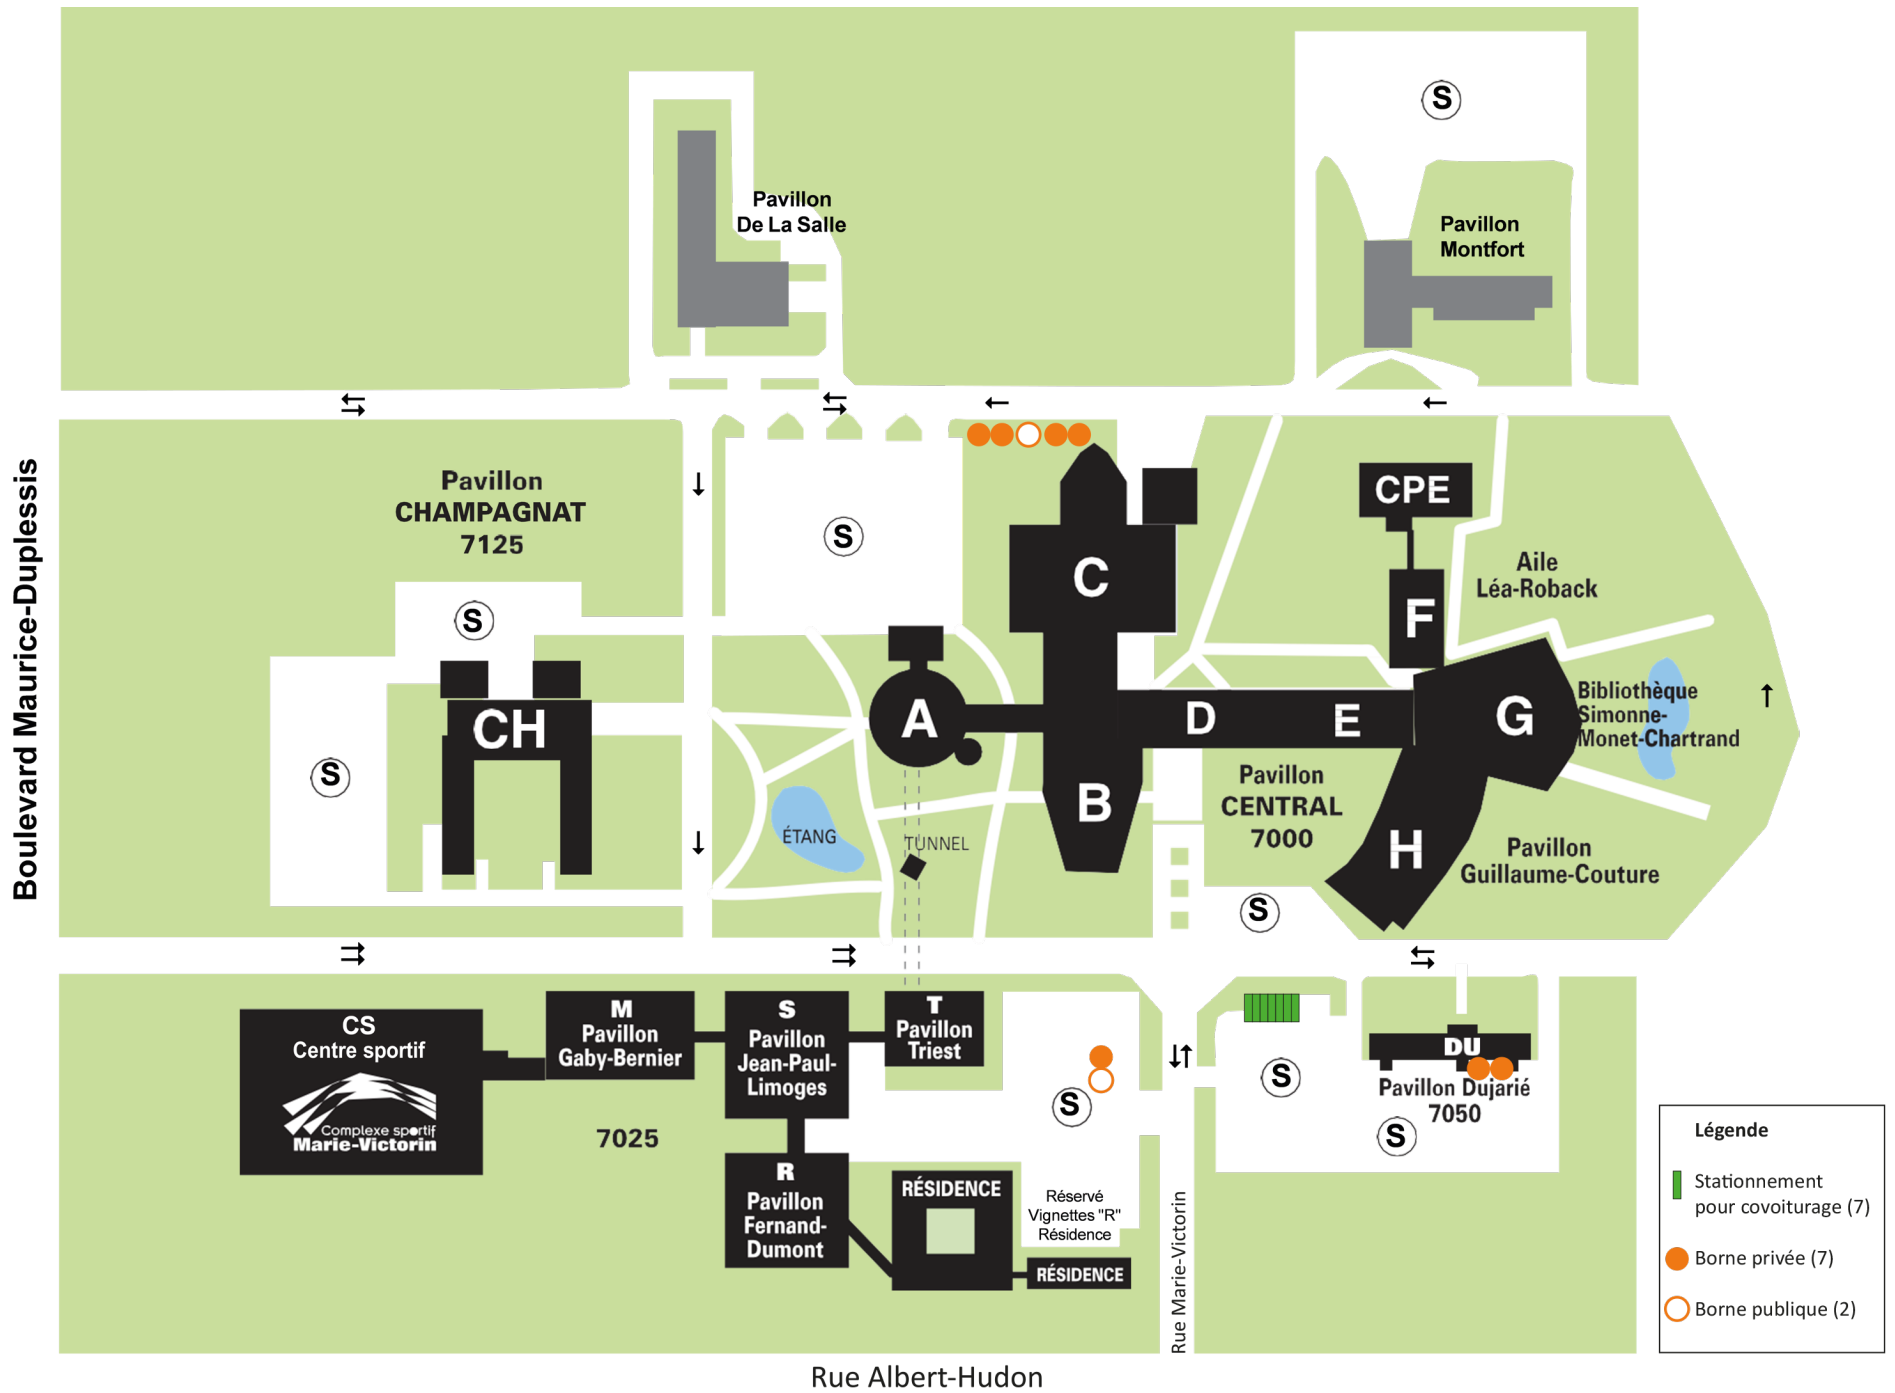 S
Pavillon
De La Salle
Pavillon
Montfort
Boulevard Maurice-Duplessis
Pavillon
CHAMPAGNAT
7125
S
S
S
CH
A
B
C
D
E
CPE
F
G
H
Aile
Léa-Roback
Bibliothèque
Simonne-
Monet-Chartrand
Pavillon
CENTRAL
7000
Pavillon
Guillaume-Couture
ÉTANG
TUNNEL
S
CS
Centre sportif
Complexe sportif
Marie-Victorin
M
Pavillon
Gaby-Bernier
S
Pavillon
Jean-Paul-
Limoges
T
Pavillon
Triest
7025
R
Pavillon
Fernand-
Dumont
RÉSIDENCE
RÉSIDENCE
S
Réservé
Vignettes "R"
Résidence
Rue Marie-Victorin
S
DU
Pavillon Dujarié
7050
S
Légende
Stationnement
pour covoiturage (7)
Borne privée (7)
Borne publique (2)
Rue Albert-Hudon